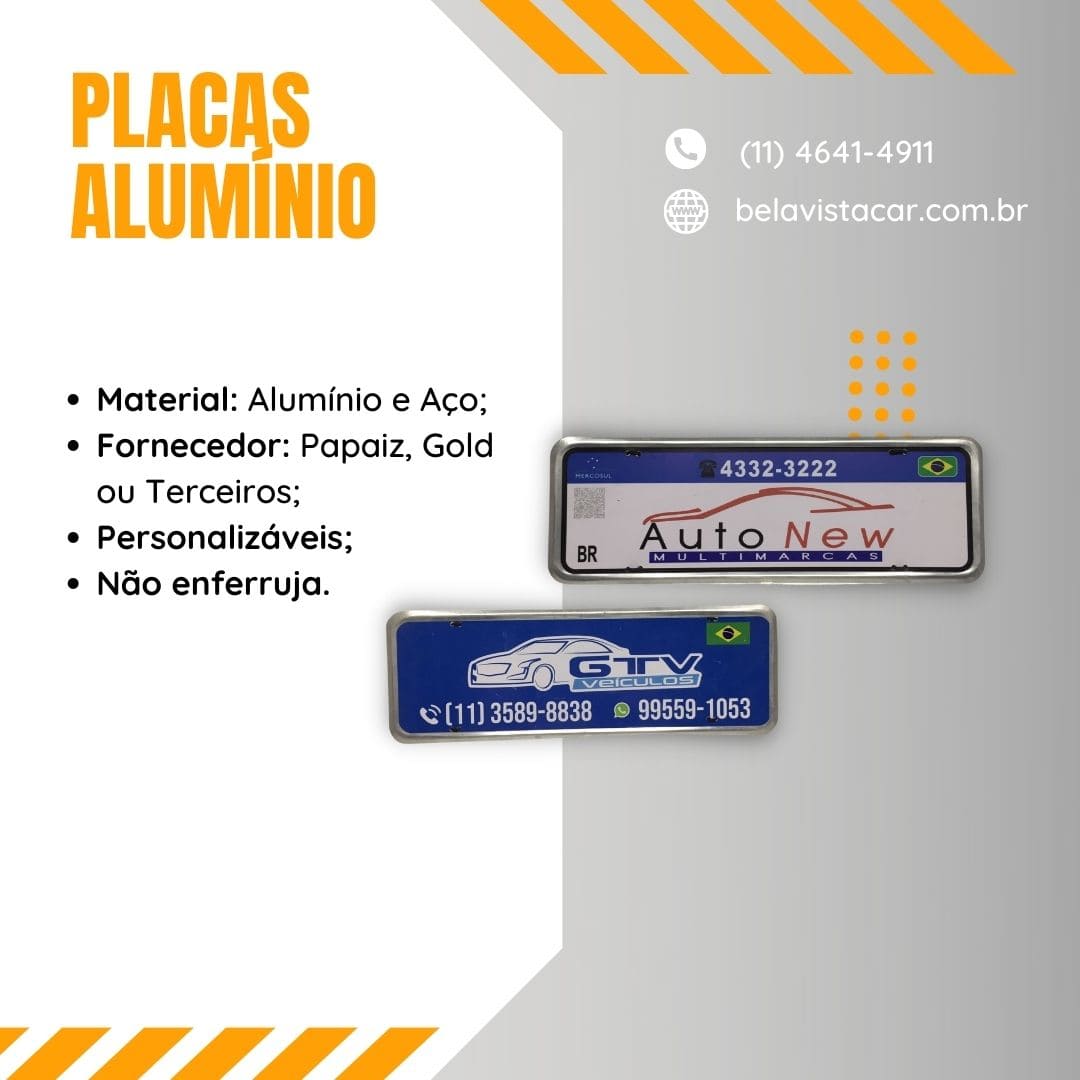 PLACAS
ALUMÍNIO
(11) 4641-4911
WWW
belavistacar.com.br
• Material: Alumínio e Aço;
• Fornecedor: Papaiz, Gold
ou Terceiros;
• Personalizáveis;
• Não enferruja.
MERCOSUL
4332-3222
Auto New
MULTIMARCAS
BR
GTV
VEÍCULOS
(11) 3589-8838 99559-1053